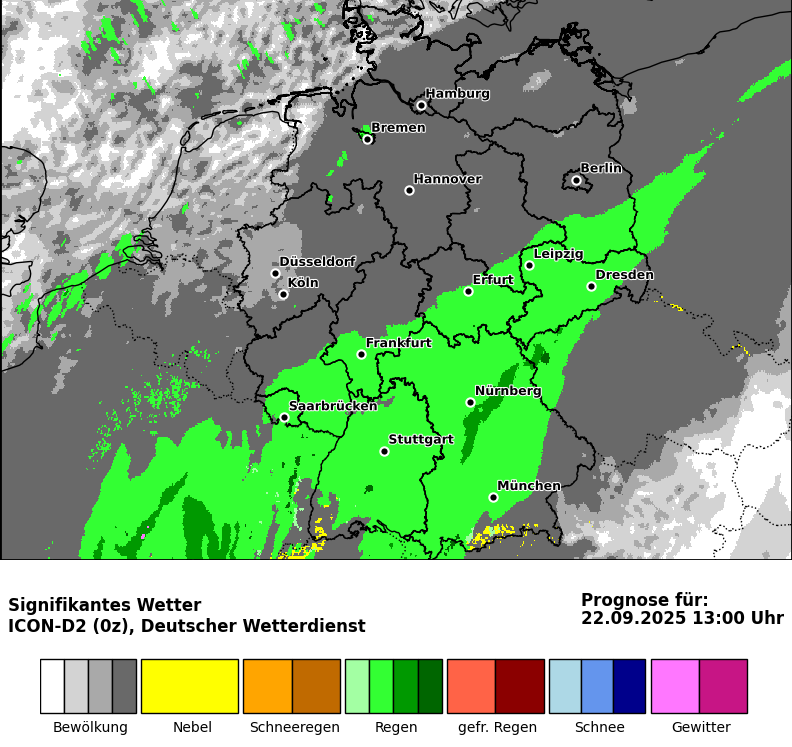 Hamburg
Bremen
Berlin
Hannover
Leipzig
Düsseldorf
Dresden
Erfurt
Köln
Frankfurt
Nürnberg
Saarbrücken
Stuttgart
München
Signifikantes Wetter
ICON-D2 (0z), Deutscher Wetterdienst
Prognose für:
22.09.2025 13:00 Uhr
Bewölkung Nebel Schneeregen Regen gefr. Regen Schnee Gewitter